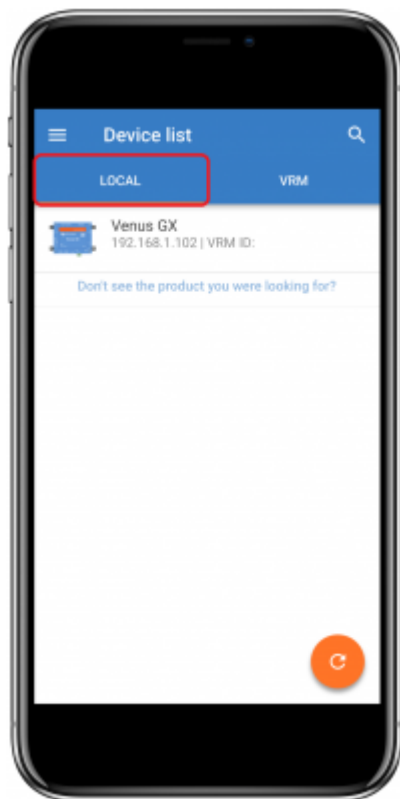 Device list
LOCAL
VRM
Venus GX
192.168.1.102 | VRM ID:
Don't see the product you were looking for?